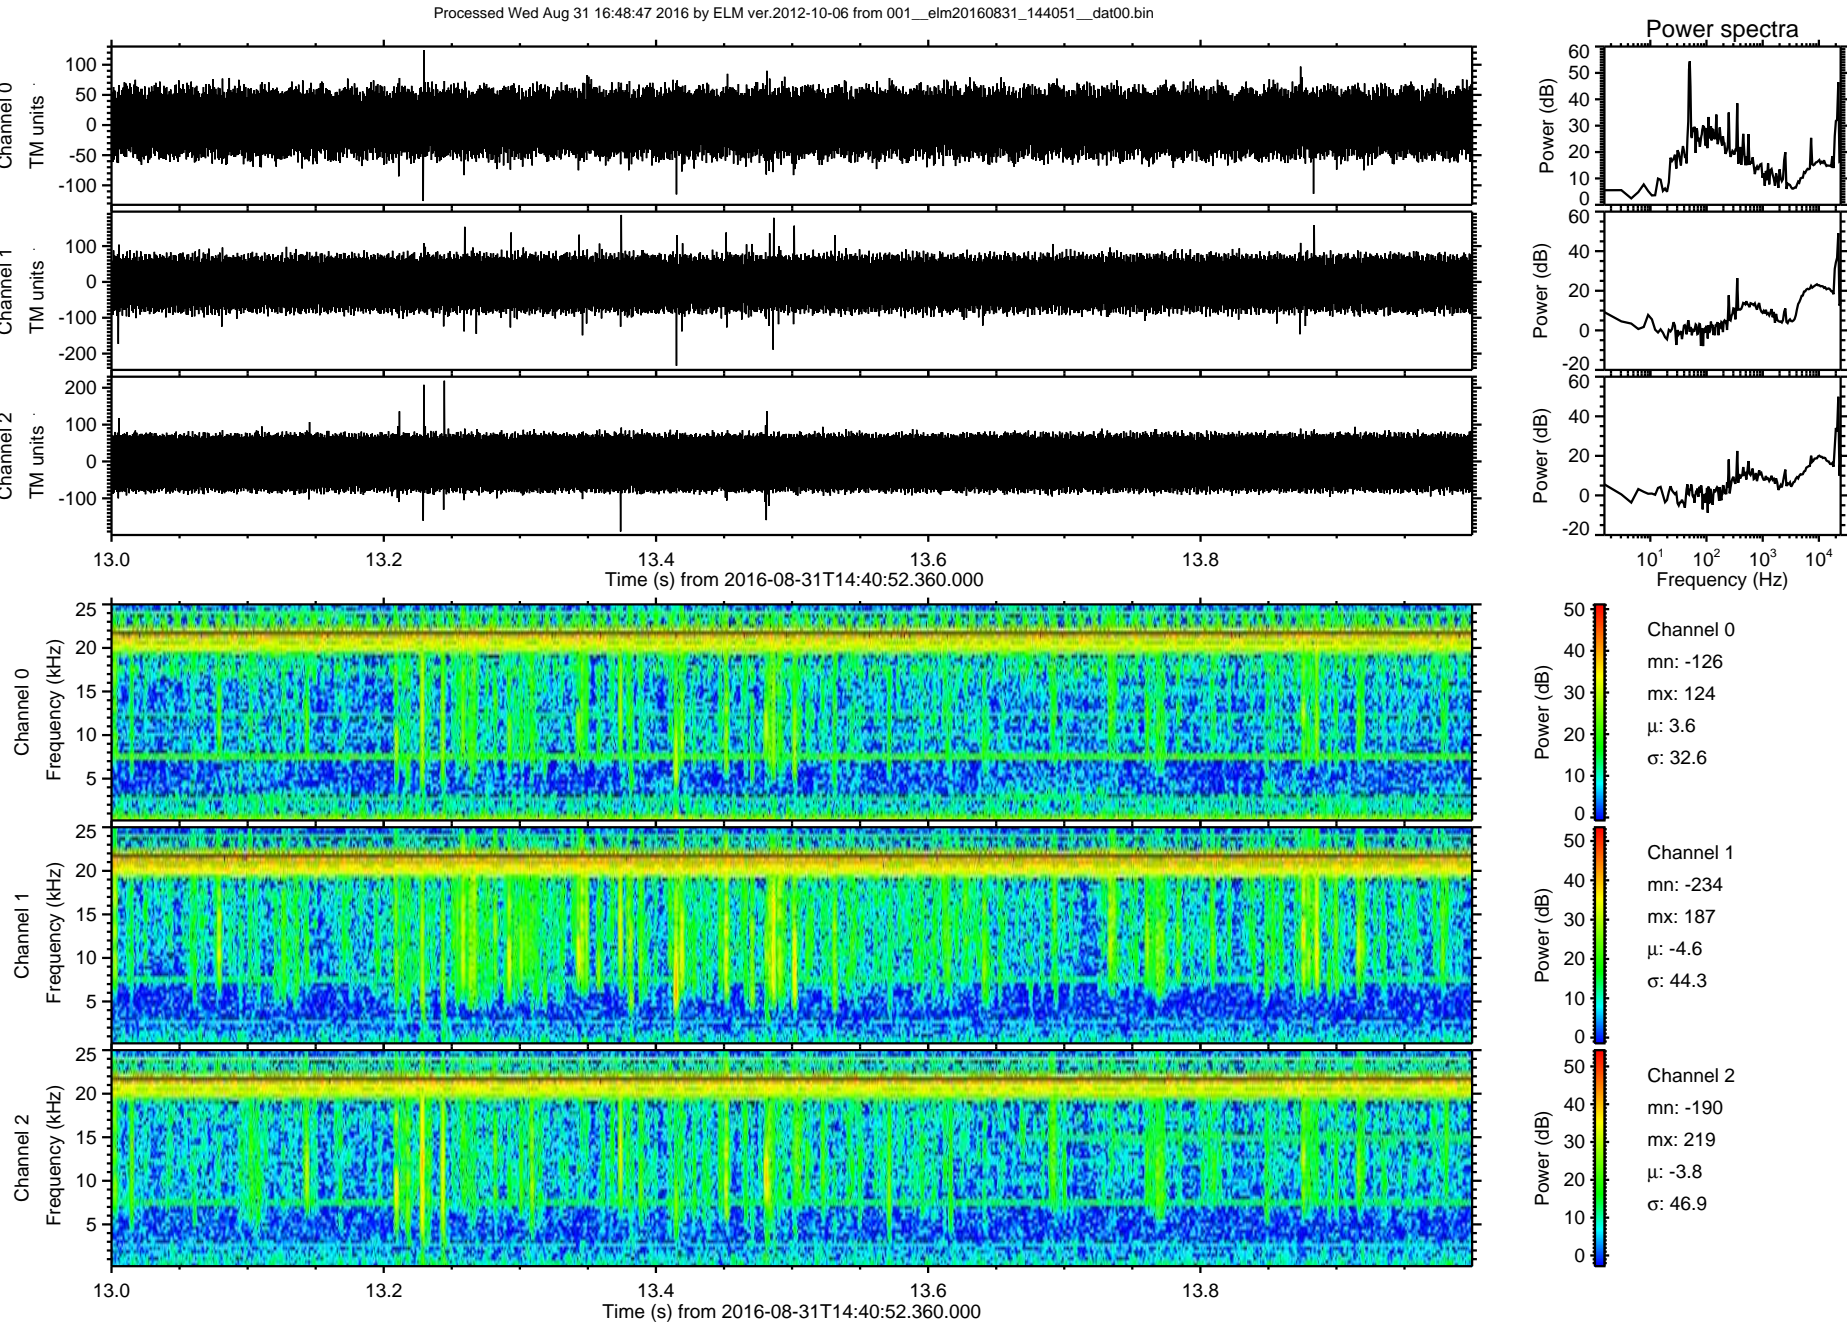 Processed Wed Aug 31 16:48:47 2016 by ELM ver.2012-10-06 from 001__elm20160831_144051__dat00.bin
Power spectra
Channel 0
TM units
100
50
0
-50
-100
Power (dB)
60
50
40
30
20
10
0
Channel 1
TM units
100
0
-100
-200
Power (dB)
60
40
20
0
-20
Channel 2
TM units
200
100
0
-100
Power (dB)
60
40
20
0
-20
13.0 13.2 13.4 13.6 13.8
Time (s) from 2016-08-31T14:40:52.360.000
10¹ 10² 10³ 10⁴
Frequency (Hz)
Channel 0
Frequency (kHz)
25
20
15
10
5
Power (dB)
50
40
30
20
10
0
Channel 0
mn: -126
mx: 124
μ: 3.6
σ: 32.6
Channel 1
Frequency (kHz)
25
20
15
10
5
Power (dB)
50
40
30
20
10
0
Channel 1
mn: -234
mx: 187
μ: -4.6
σ: 44.3
Channel 2
Frequency (kHz)
25
20
15
10
5
Power (dB)
50
40
30
20
10
0
Channel 2
mn: -190
mx: 219
μ: -3.8
σ: 46.9
13.0 13.2 13.4 13.6 13.8
Time (s) from 2016-08-31T14:40:52.360.000